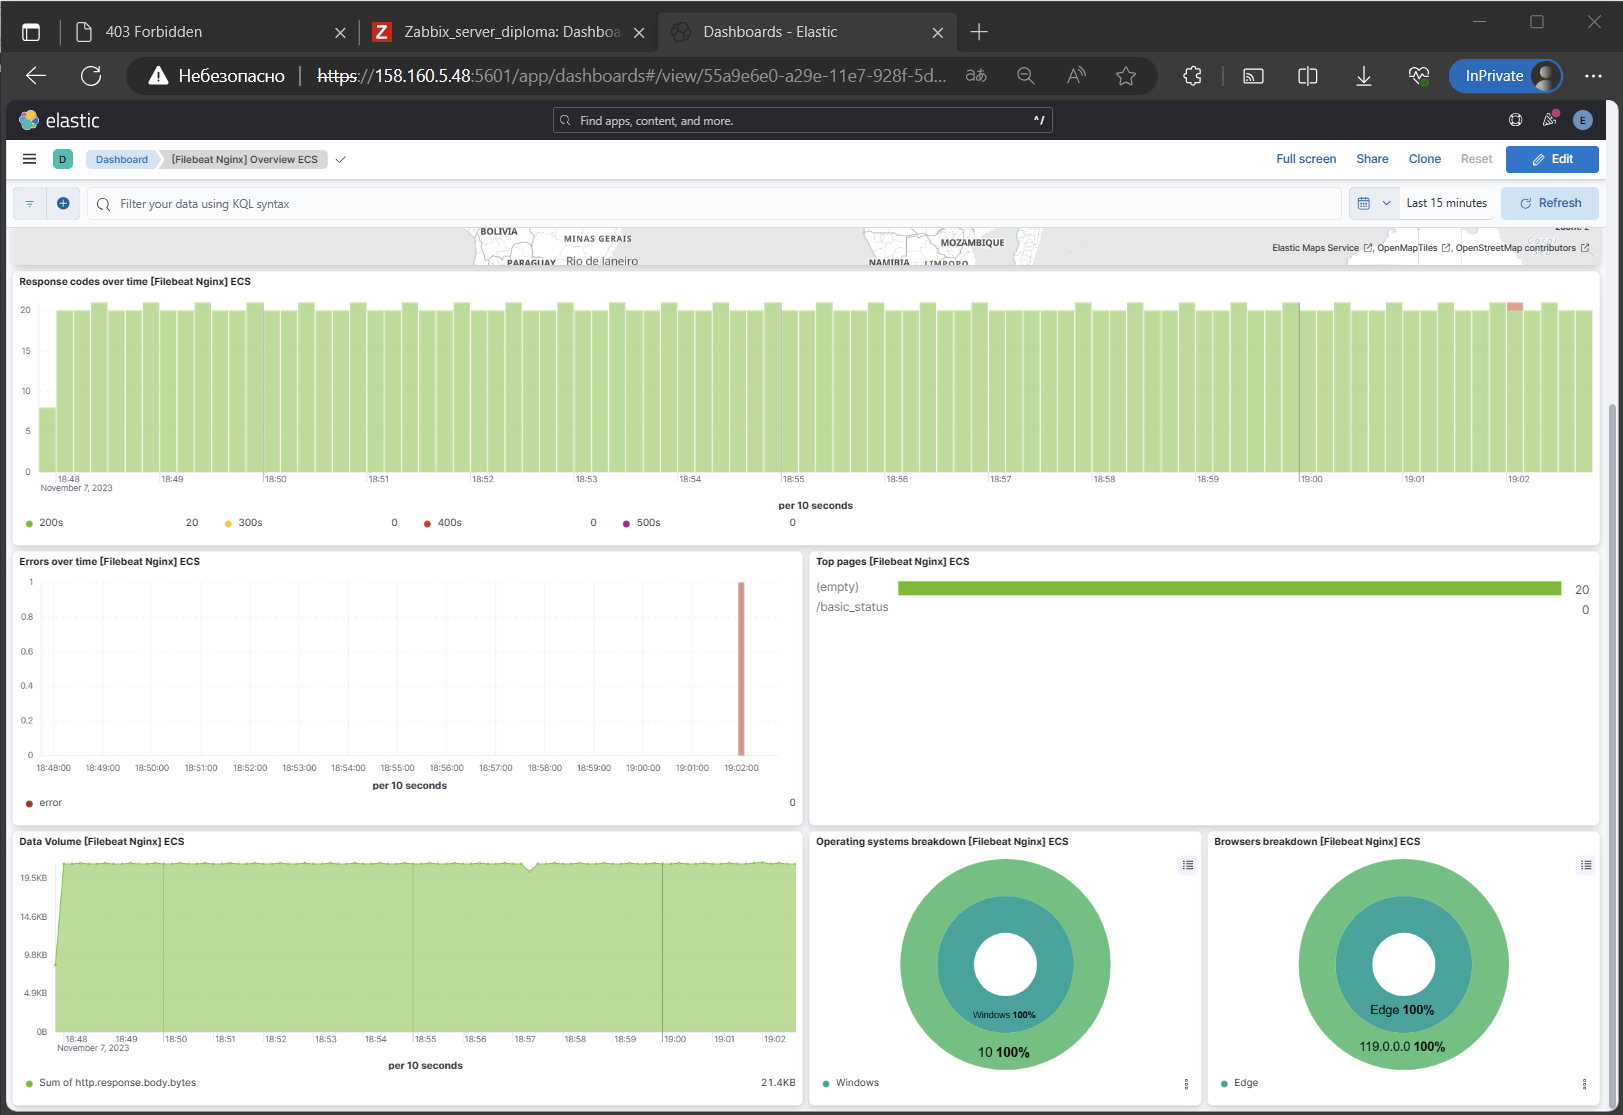 403 Forbidden
Zabbix_server_diploma: Dashboa
Dashboards - Elastic
Небезопасно
https://158.160.5.48:5601/app/dashboards#/view/55a9e6e0-a29e-11e7-928f-5d...
InPrivate
elastic
Find apps, content, and more.
^/
E
D
Dashboard
[Filebeat Nginx] Overview ECS
Full screen
Share
Clone
Reset
Edit
Filter your data using KQL syntax
Last 15 minutes
Refresh
BOLIVIA
MINAS GERAIS
PARAGUAY
Rio de Janeiro
MOZAMBIQUE
NAMIBIA
LIMPOPO
Elastic Maps Service , OpenMapTiles , OpenStreetMap contributors
Response codes over time [Filebeat Nginx] ECS
20
15
10
5
0
18:48 18:49 18:50 18:51 18:52 18:53 18:54 18:55 18:56 18:57 18:58 18:59 19:00 19:01 19:02
November 7, 2023
per 10 seconds
200s 20 300s 0 400s 0 500s 0
Errors over time [Filebeat Nginx] ECS
1
0.8
0.6
0.4
0.2
0
18:48:00 18:49:00 18:50:00 18:51:00 18:52:00 18:53:00 18:54:00 18:55:00 18:56:00 18:57:00 18:58:00 18:59:00 19:00:00 19:01:00 19:02:00
per 10 seconds
error 0
Top pages [Filebeat Nginx] ECS
(empty) 20
/basic_status 0
Data Volume [Filebeat Nginx] ECS
19.5KB
14.6KB
9.8KB
4.9KB
0B
18:48 18:49 18:50 18:51 18:52 18:53 18:54 18:55 18:56 18:57 18:58 18:59 19:00 19:01 19:02
November 7, 2023
per 10 seconds
Sum of http.response.body.bytes 21.4KB
Operating systems breakdown [Filebeat Nginx] ECS
Windows 100%
10 100%
Windows
Browsers breakdown [Filebeat Nginx] ECS
Edge 100%
119.0.0.0 100%
Edge